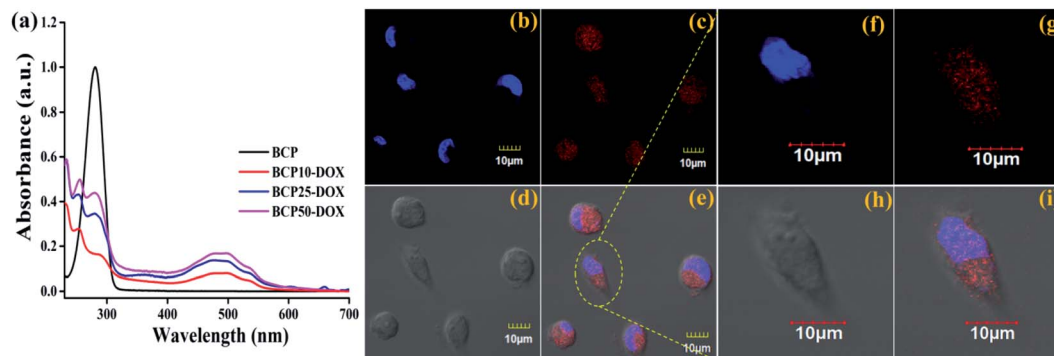 (a)
Absorbance (a.u.)
1.2
1.0
0.8
0.6
0.4
0.2
0.0
300
400
500
600
700
Wavelength (nm)
BCP
BCP10-DOX
BCP25-DOX
BCP50-DOX
(b)
10µm
(c)
10µm
(d)
10µm
(e)
10µm
(f)
10µm
(g)
10µm
(h)
10µm
(i)
10µm